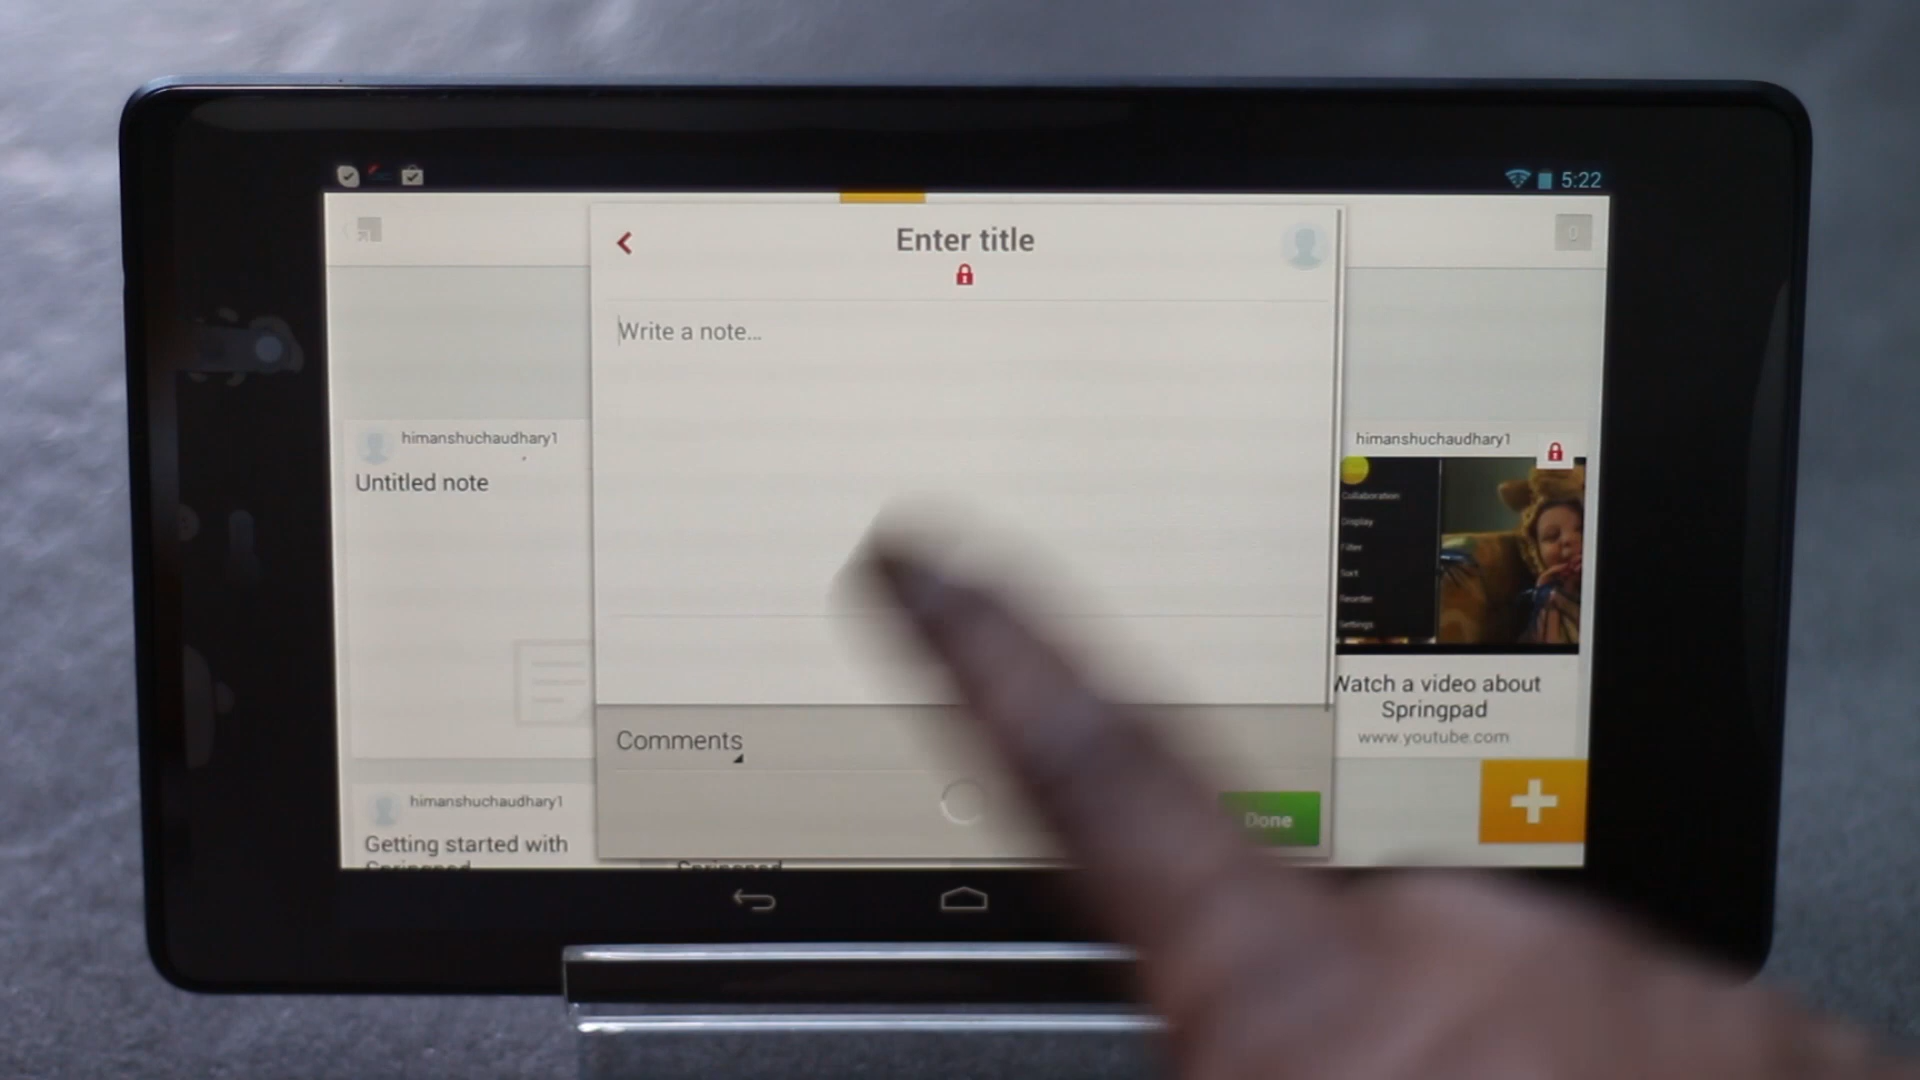 5:22
Enter title
Write a note...
himanshuchaudhary1
Untitled note
himanshuchaudhary1
Collaboration
Display
Filter
Sort
Reorder
Settings
Watch a video about
Springpad
www.youtube.com
Comments
Done
himanshuchaudhary1
Getting started with
Springpad
Springpad